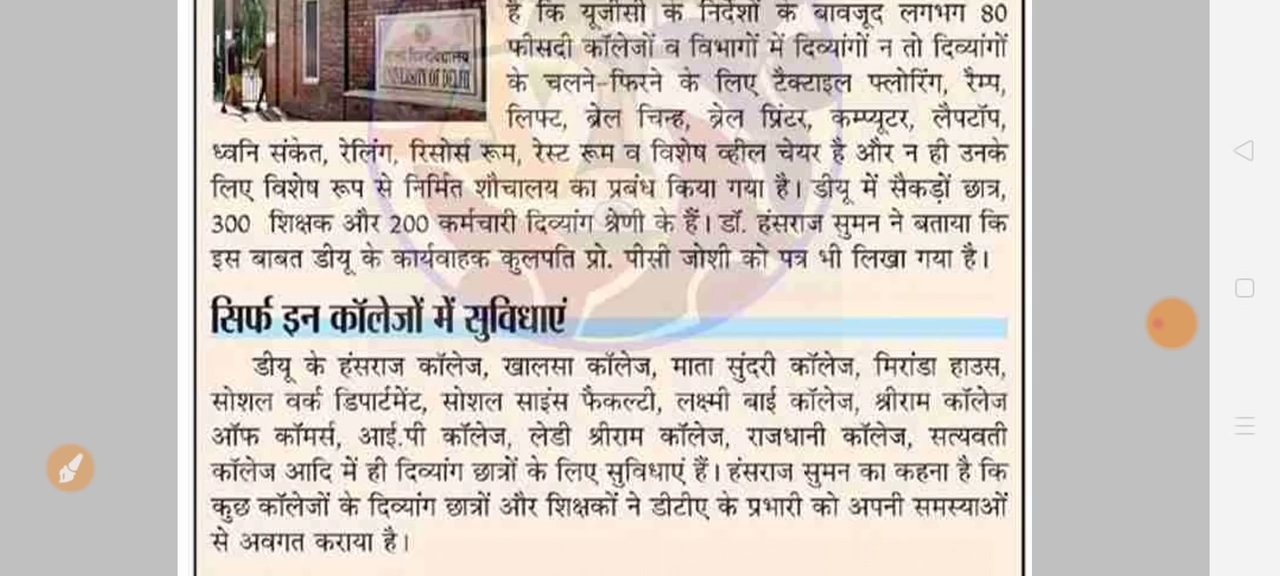 है कि यूजीसी के निर्देशों के बावजूद लगभग 80
फीसदी कॉलेजों व विभागों में दिव्यांगों न तो दिव्यांगों
के चलने-फिरने के लिए टैक्टाइल फ्लोरिंग, रैम्प,
लिफ्ट, ब्रेल चिन्ह, ब्रेल प्रिंटर, कम्प्यूटर, लैपटॉप,
ध्वनि संकेत, रेलिंग, रिसोर्स रूम, रेस्ट रूम व विशेष व्हील चेयर है और न ही उनके
लिए विशेष रूप से निर्मित शौचालय का प्रबंध किया गया है। डीयू में सैकड़ों छात्र,
300 शिक्षक और 200 कर्मचारी दिव्यांग श्रेणी के हैं। डॉ. हंसराज सुमन ने बताया कि
इस बाबत डीयू के कार्यवाहक कुलपति प्रो. पीसी जोशी को पत्र भी लिखा गया है।
सिर्फ इन कॉलेजों में सुविधाएं
डीयू के हंसराज कॉलेज, खालसा कॉलेज, माता सुंदरी कॉलेज, मिरांडा हाउस,
सोशल वर्क डिपार्टमेंट, सोशल साइंस फैकल्टी, लक्ष्मी बाई कॉलेज, श्रीराम कॉलेज
ऑफ कॉमर्स, आई.पी कॉलेज, लेडी श्रीराम कॉलेज, राजधानी कॉलेज, सत्यवती
कॉलेज आदि में ही दिव्यांग छात्रों के लिए सुविधाएं हैं। हंसराज सुमन का कहना है कि
कुछ कॉलेजों के दिव्यांग छात्रों और शिक्षकों ने डीटीए के प्रभारी को अपनी समस्याओं
से अवगत कराया है।
UNIVERSITY OF DELHI